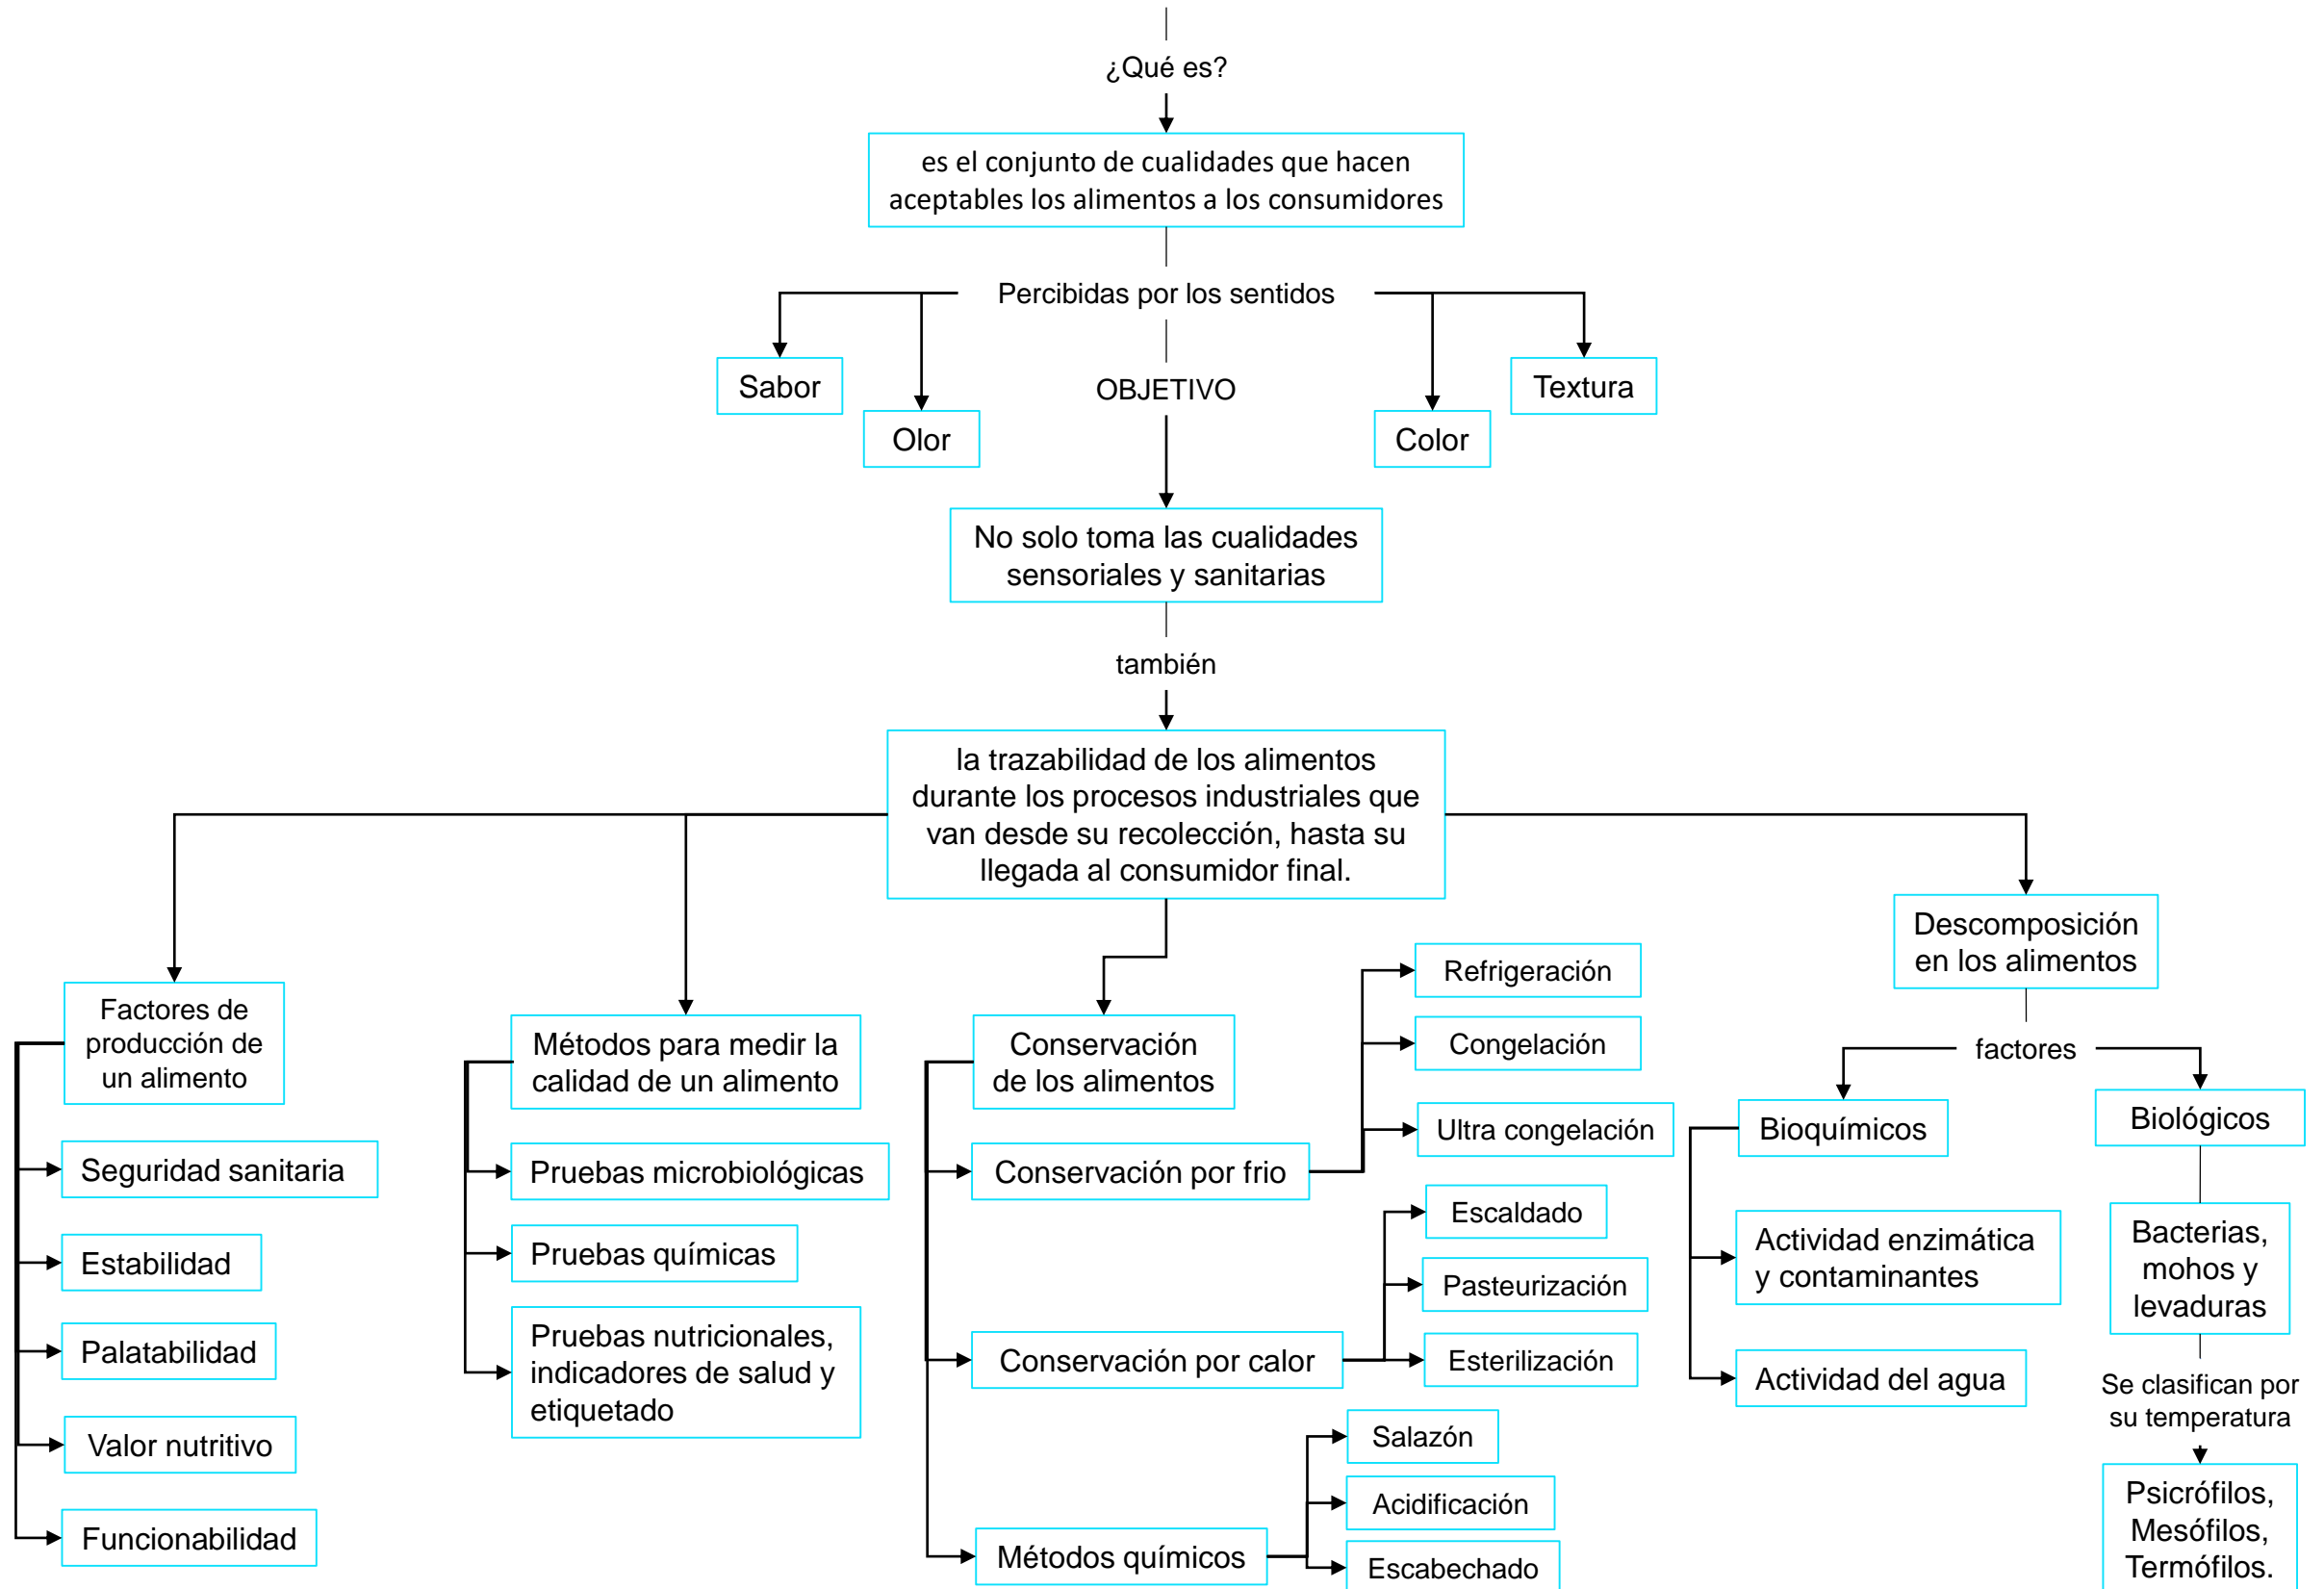 ¿Qué es?
es el conjunto de cualidades que hacen
aceptables los alimentos a los consumidores
Percibidas por los sentidos
Sabor
Olor
OBJETIVO
Color
Textura
No solo toma las cualidades
sensoriales y sanitarias
también
la trazabilidad de los alimentos
durante los procesos industriales que
van desde su recolección, hasta su
llegada al consumidor final.
Factores de
producción de
un alimento
Seguridad sanitaria
Estabilidad
Palatabilidad
Valor nutritivo
Funcionabilidad
Métodos para medir la
calidad de un alimento
Pruebas microbiológicas
Pruebas químicas
Pruebas nutricionales,
indicadores de salud y
etiquetado
Conservación
de los alimentos
Conservación por frio
Refrigeración
Congelación
Ultra congelación
Conservación por calor
Escaldado
Pasteurización
Esterilización
Métodos químicos
Salazón
Acidificación
Escabechado
Descomposición
en los alimentos
factores
Bioquímicos
Actividad enzimática
y contaminantes
Actividad del agua
Biológicos
Bacterias,
mohos y
levaduras
Se clasifican por
su temperatura
Psicrófilos,
Mesófilos,
Termófilos.